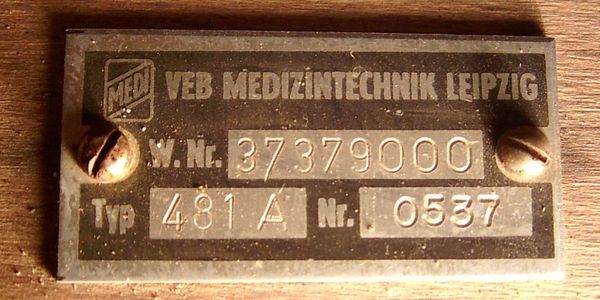 MEDI VEB MEDIZINTECHNIK LEIPZIG
W. Nr. 37379000
Typ 481 A Nr. 0537